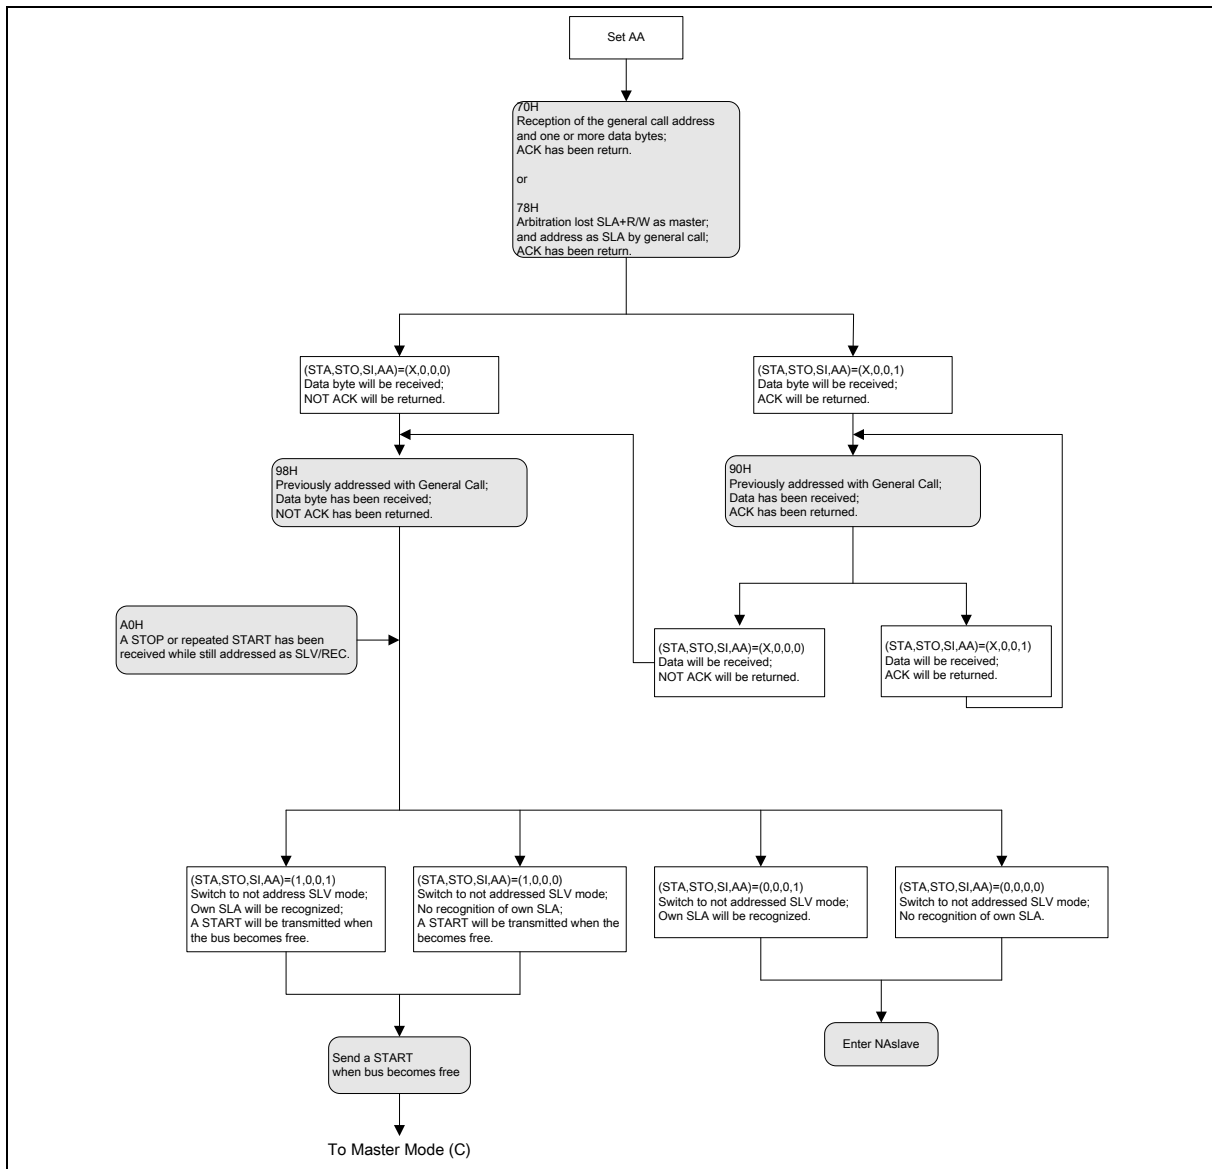 Set AA
70H
Reception of the general call address
and one or more data bytes;
ACK has been return.
or
78H
Arbitration lost SLA+R/W as master;
and address as SLA by general call;
ACK has been return.
(STA,STO,SI,AA)=(X,0,0,0)
Data byte will be received;
NOT ACK will be returned.
(STA,STO,SI,AA)=(X,0,0,1)
Data byte will be received;
ACK will be returned.
98H
Previously addressed with General Call;
Data byte has been received;
NOT ACK has been returned.
90H
Previously addressed with General Call;
Data has been received;
ACK has been returned.
A0H
A STOP or repeated START has been
received while still addressed as SLV/REC.
(STA,STO,SI,AA)=(X,0,0,0)
Data will be received;
NOT ACK will be returned.
(STA,STO,SI,AA)=(X,0,0,1)
Data will be received;
ACK will be returned.
(STA,STO,SI,AA)=(1,0,0,1)
Switch to not address SLV mode;
Own SLA will be recognized;
A START will be transmitted when
the bus becomes free.
(STA,STO,SI,AA)=(1,0,0,0)
Switch to not addressed SLV mode;
No recognition of own SLA;
A START will be transmitted when the
becomes free.
(STA,STO,SI,AA)=(0,0,0,1)
Switch to not addressed SLV mode;
Own SLA will be recognized.
(STA,STO,SI,AA)=(0,0,0,0)
Switch to not addressed SLV mode;
No recognition of own SLA.
Send a START
when bus becomes free
Enter NAslave
To Master Mode (C)